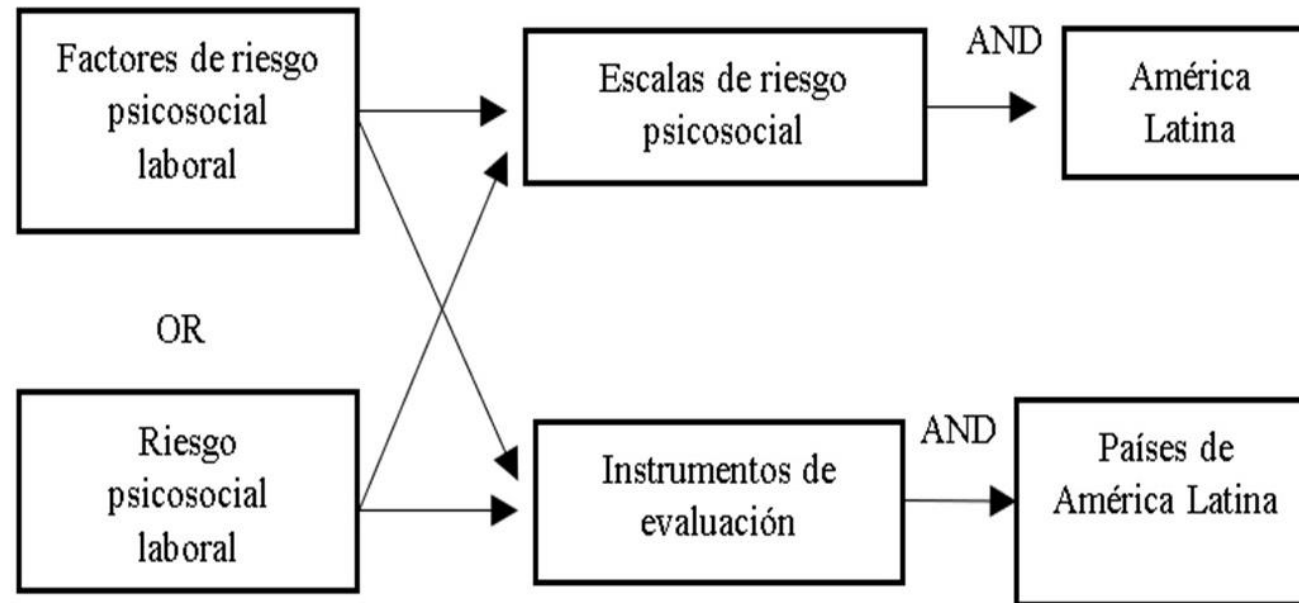 Factores de riesgo
psicosocial
laboral
Escalas de riesgo
psicosocial
AND
América
Latina
OR
Riesgo
psicosocial
laboral
Instrumentos de
evaluación
AND
Países de
América Latina